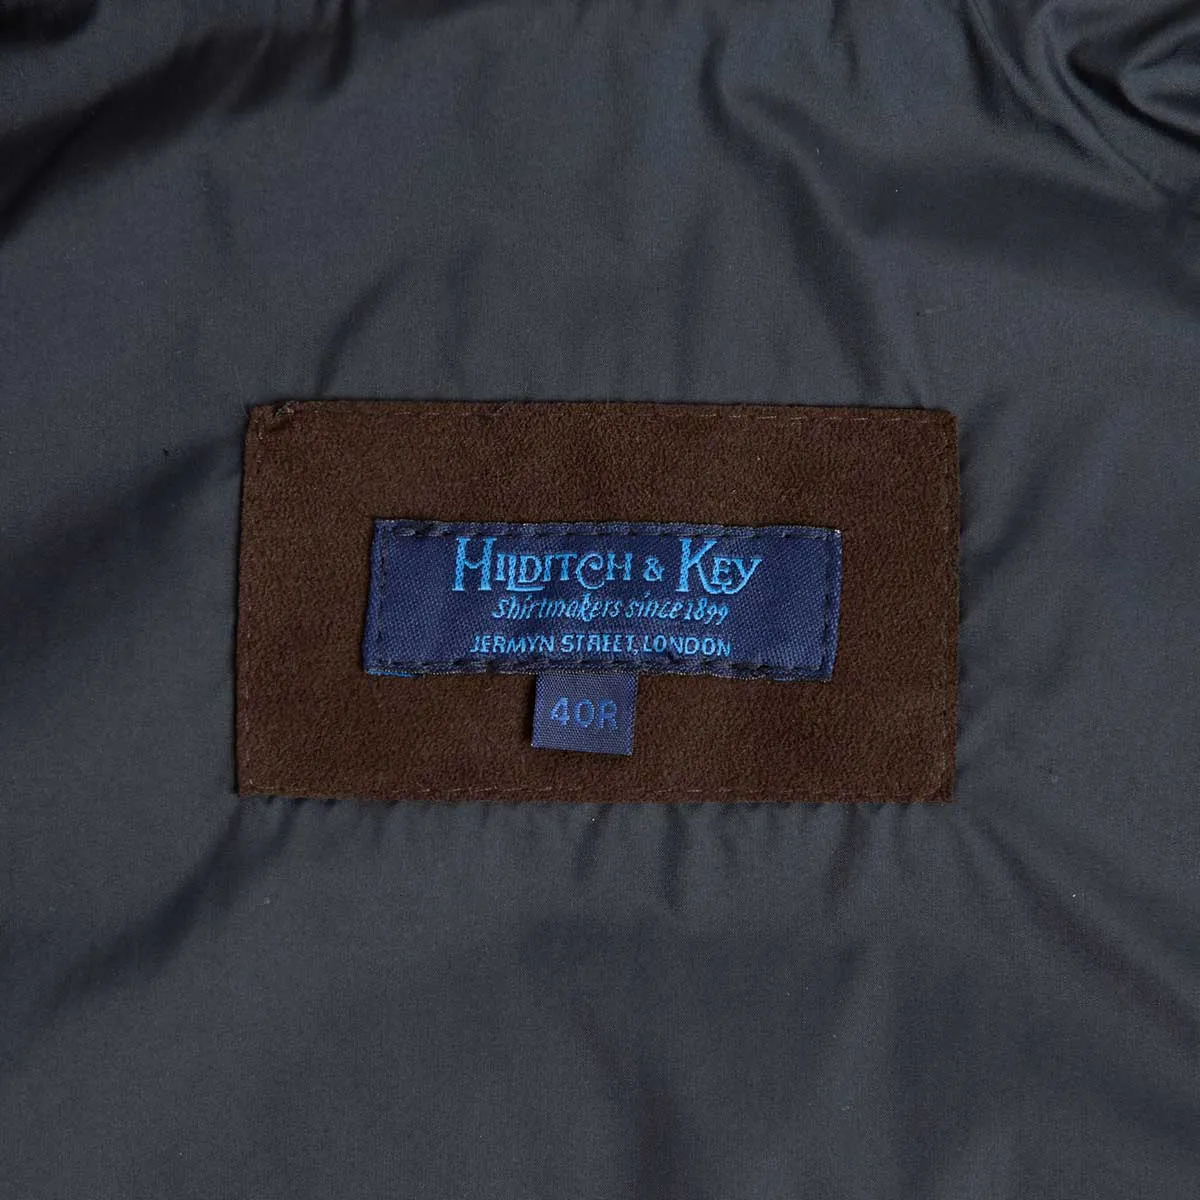 HILDITCH & KEY
Shirtmakers since 1899
JERMYN STREET, LONDON
40R